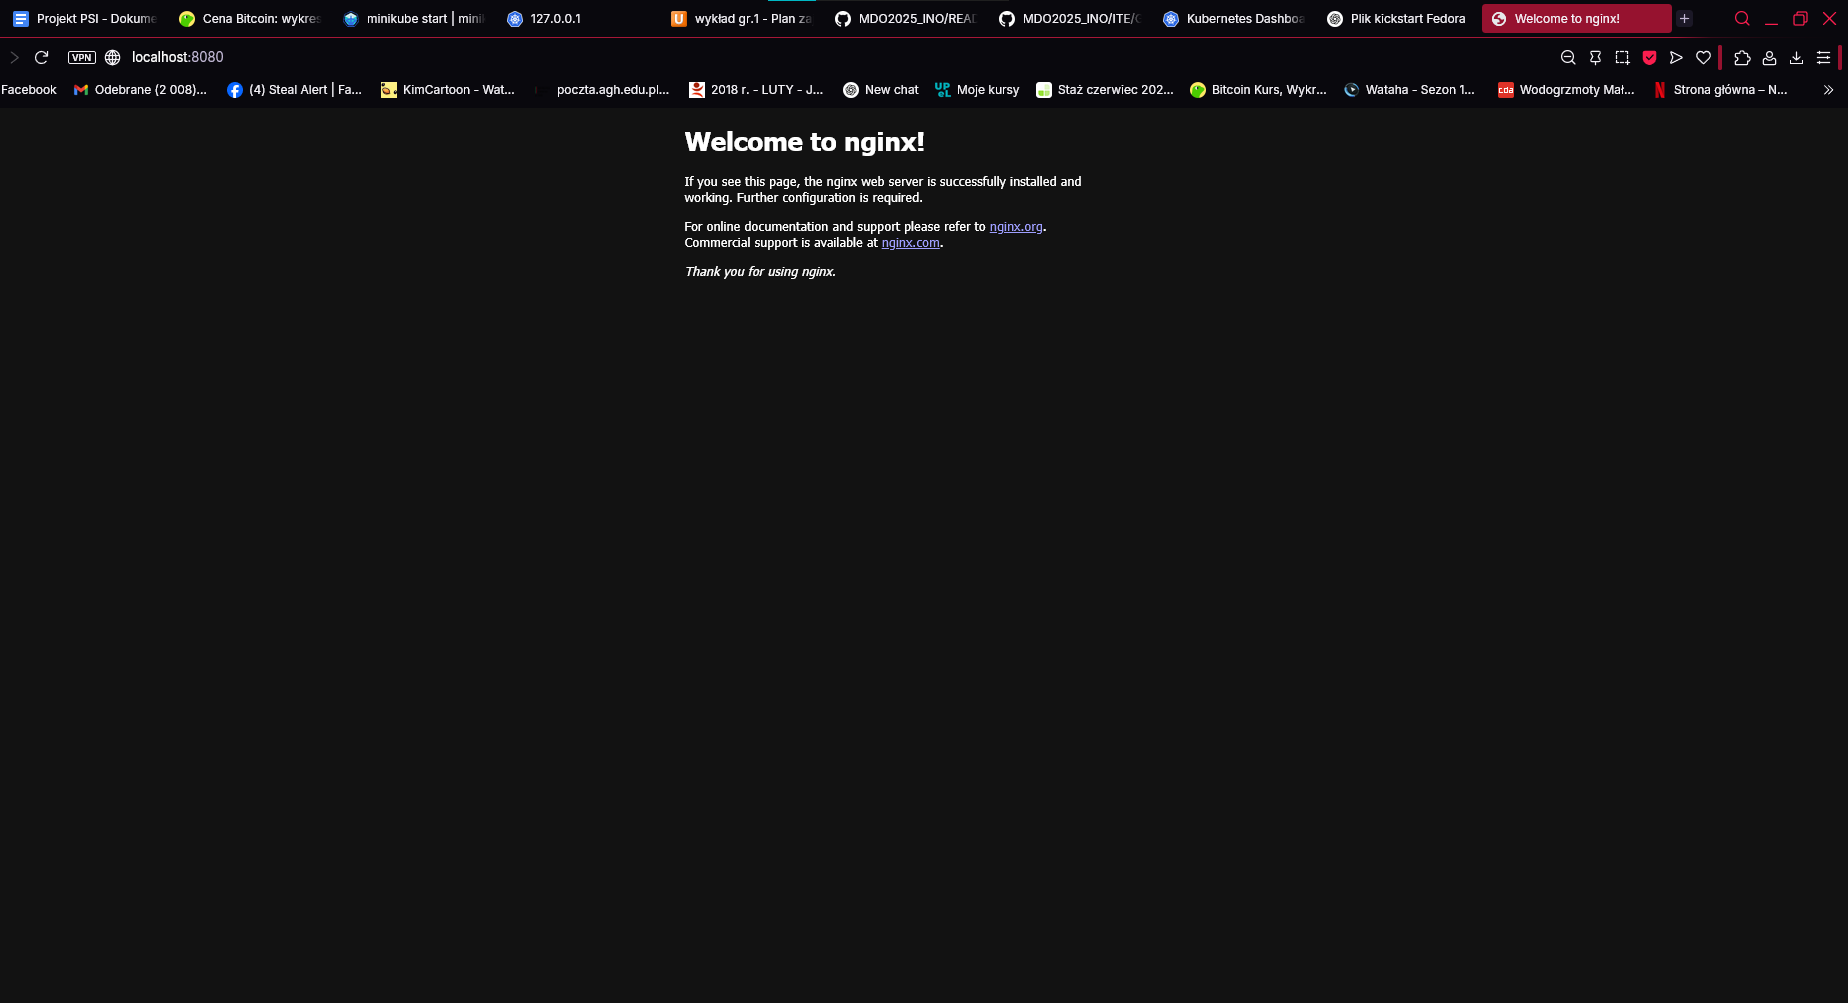 Projekt PSI - Dokume
Cena Bitcoin: wykres
minikube start | mini
127.0.0.1
wykład gr.1 - Plan za
MDO2025_INO/READ
MDO2025_INO/ITE/G
Kubernetes Dashboa
Plik kickstart Fedora
Welcome to nginx!
VPN
localhost:8080
Facebook
Odebrane (2 008)...
(4) Steal Alert | Fa...
KimCartoon - Wat...
poczta.agh.edu.pl...
2018 r. - LUTY - J...
New chat
UPeL
Moje kursy
Staż czerwiec 202...
Bitcoin Kurs, Wykr...
Wataha - Sezon 1...
cda
Wodogrzmoty Mał...
Strona główna – N...
Welcome to nginx!
If you see this page, the nginx web server is successfully installed and
working. Further configuration is required.
For online documentation and support please refer to nginx.org.
Commercial support is available at nginx.com.
Thank you for using nginx.